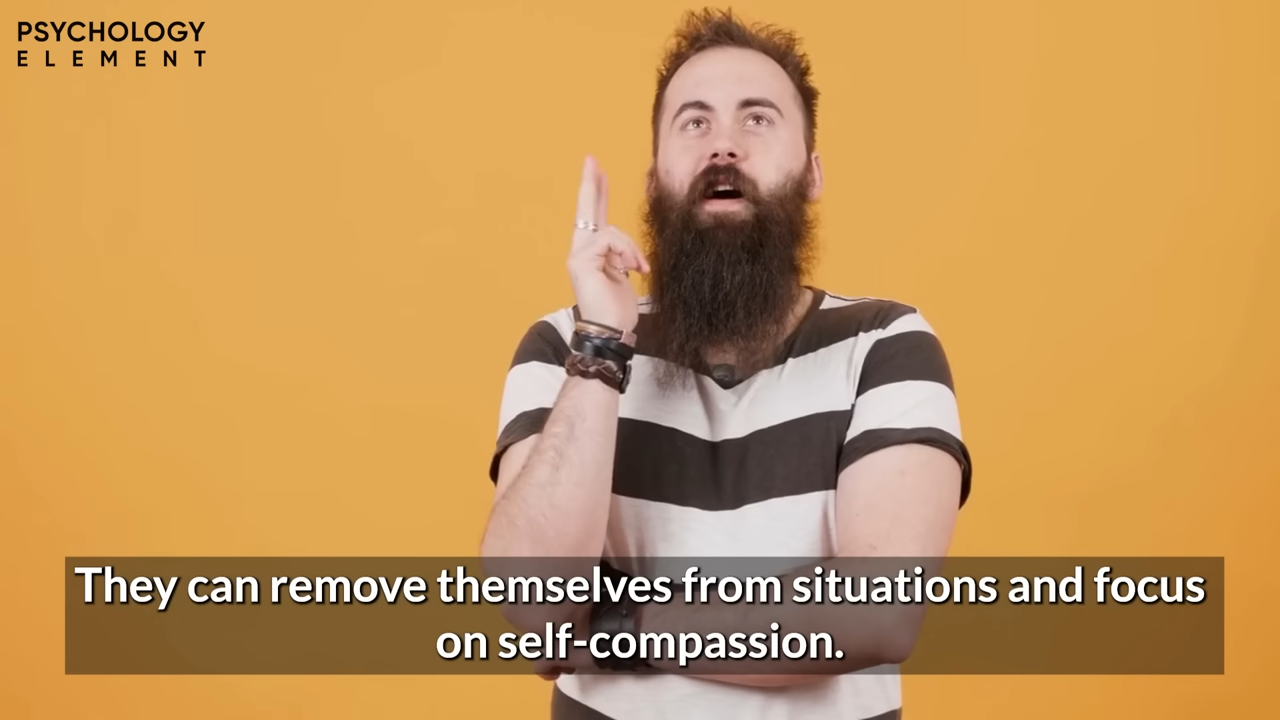 PSYCHOLOGY
ELEMENT
They can remove themselves from situations and focus
on self-compassion.